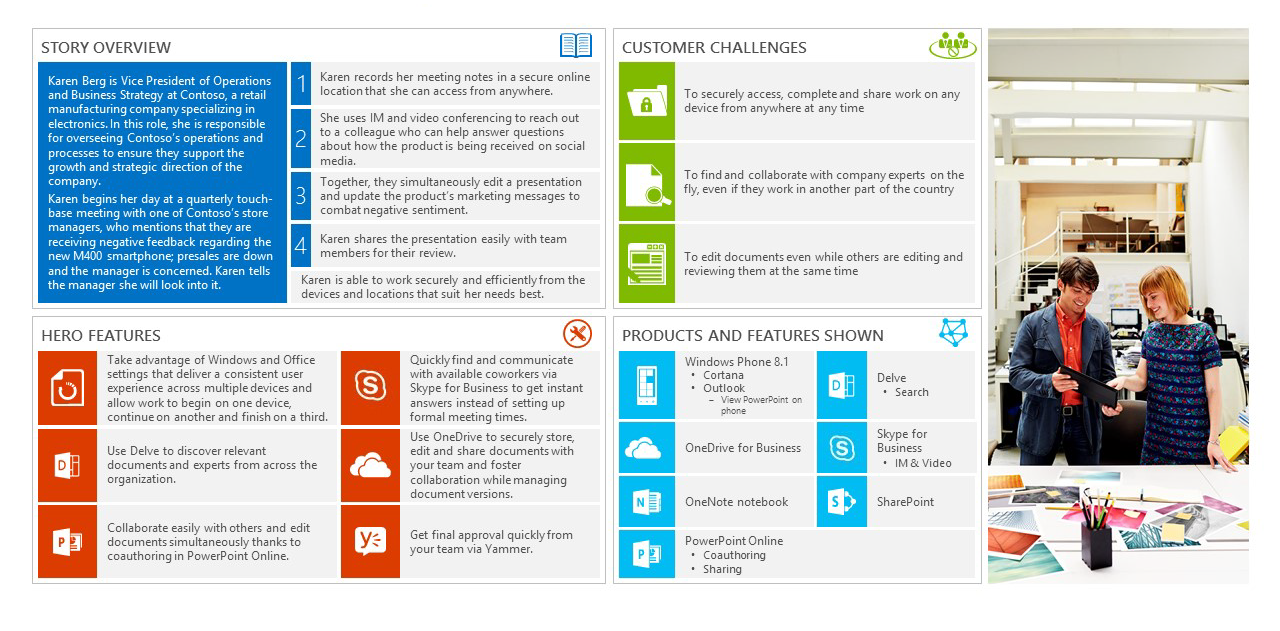 STORY OVERVIEW
Karen Berg is Vice President of Operations
and Business Strategy at Contoso, a retail
manufacturing company specializing in
electronics. In this role, she is responsible
for overseeing Contoso's operations and
processes to ensure they support the
growth and strategic direction of the
company.
Karen begins her day at a quarterly touch-
base meeting with one of Contoso's store
managers, who mentions that they are
receiving negative feedback regarding the
new M400 smartphone; presales are down
and the manager is concerned. Karen tells
the manager she will look into it.
1
Karen records her meeting notes in a secure online
location that she can access from anywhere.
2
She uses IM and video conferencing to reach out
to a colleague who can help answer questions
about how the product is being received on social
media.
3
Together, they simultaneously edit a presentation
and update the product's marketing messages to
combat negative sentiment.
4
Karen shares the presentation easily with team
members for their review.
Karen is able to work securely and efficiently from the
devices and locations that suit her needs best.
CUSTOMER CHALLENGES
To securely access, complete and share work on any
device from anywhere at any time
To find and collaborate with company experts on the
fly, even if they work in another part of the country
To edit documents even while others are editing and
reviewing them at the same time
HERO FEATURES
Take advantage of Windows and Office
settings that deliver a consistent user
experience across multiple devices and
allow work to begin on one device,
continue on another and finish on a third.
S
Quickly find and communicate
with available coworkers via
Skype for Business to get instant
answers instead of setting up
formal meeting times.
D
Use Delve to discover relevant
documents and experts from across the
organization.
Use OneDrive to securely store,
edit and share documents with
your team and foster
collaboration while managing
document versions.
P
Collaborate easily with others and edit
documents simultaneously thanks to
coauthoring in PowerPoint Online.
y
Get final approval quickly from
your team via Yammer.
PRODUCTS AND FEATURES SHOWN
Windows Phone 8.1
• Cortana
• Outlook
– View PowerPoint on
phone
D
Delve
• Search
OneDrive for Business
S
Skype for
Business
• IM & Video
N
OneNote notebook
S
SharePoint
P
PowerPoint Online
• Coauthoring
• Sharing